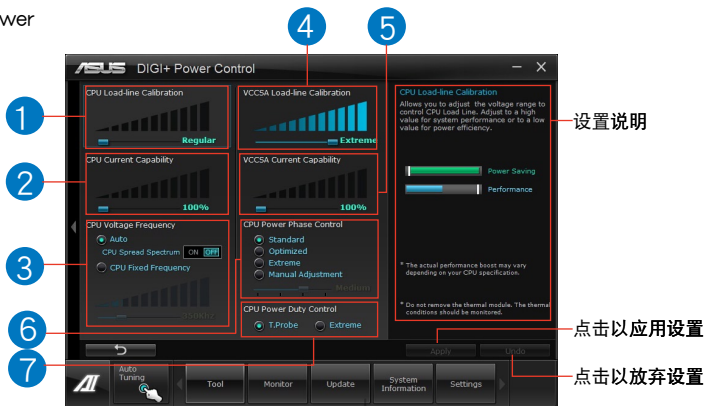 wer
4
5
ASUS DIGI+ Power Control
1
CPU Load-line Calibration
Regular
VCCSA Load-line Calibration
Extreme
CPU Load-line Calibration
Allows you to adjust the voltage range to
control CPU Load Line. Adjust to a high
value for system performance or to a low
value for power efficiency.
设置说明
2
CPU Current Capability
100%
VCCSA Current Capability
100%
Power Saving
Performance
3
CPU Voltage Frequency
Auto
CPU Spread Spectrum ON OFF
CPU Fixed Frequency
CPU Power Phase Control
Standard
Optimized
Extreme
Manual Adjustment
Medium
* The actual performance boost may vary
depending on your CPU specification.
* Do not remove the thermal module. The thermal
conditions should be monitored.
6
CPU Power Duty Control
T.Probe Extreme
7
Apply Undo
点击以应用设置
点击以放弃设置
AI
Auto
Tuning
Tool
Monitor
Update
System
Information
Settings